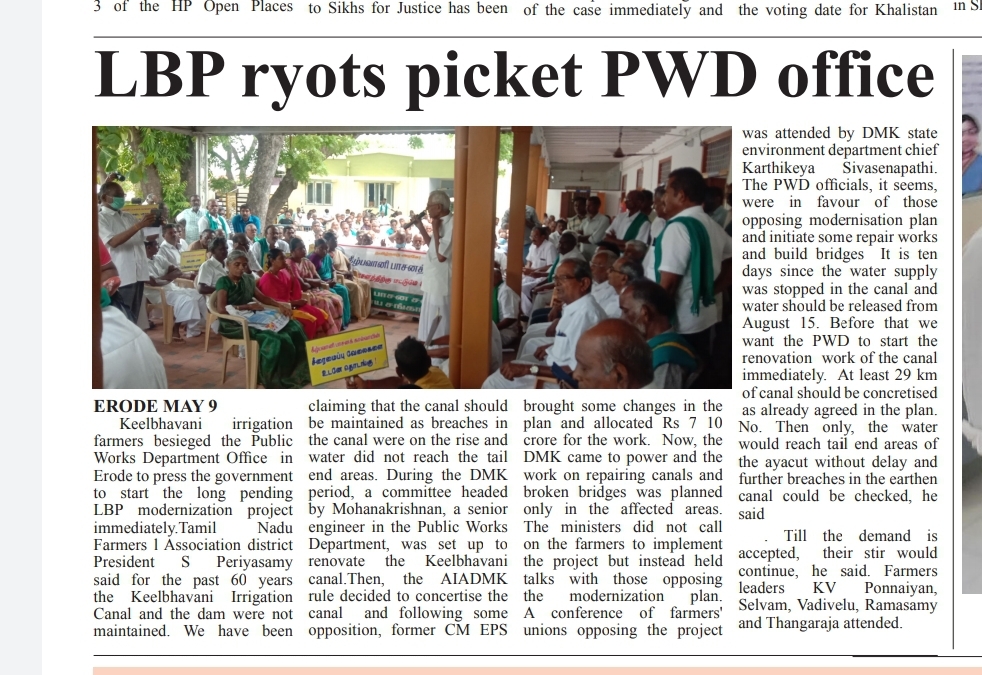 3 of the HP Open Places
to Sikhs for Justice has been
of the case immediately and
the voting date for Khalistan
LBP ryots picket PWD office
கீழ்பவானி பாசனத்
பாசன ச
கீழ்பவானி பாசன
சீரமைப்பு வேலைகளை
உடனே தொடங்கு
ERODE MAY 9
Keelbhavani irrigation
farmers besieged the Public
Works Department Office in
Erode to press the government
to start the long pending
LBP modernization project
immediately.Tamil Nadu
Farmers l Association district
President S Periyasamy
said for the past 60 years
the Keelbhavani Irrigation
Canal and the dam were not
maintained. We have been
claiming that the canal should
be maintained as breaches in
the canal were on the rise and
water did not reach the tail
end areas. During the DMK
period, a committee headed
by Mohanakrishnan, a senior
engineer in the Public Works
Department, was set up to
renovate the Keelbhavani
canal.Then, the AIADMK
rule decided to concertise the
canal and following some
opposition, former CM EPS
brought some changes in the
plan and allocated Rs 7 10
crore for the work. Now, the
DMK came to power and the
work on repairing canals and
broken bridges was planned
only in the affected areas.
The ministers did not call
on the farmers to implement
the project but instead held
talks with those opposing
the modernization plan.
A conference of farmers'
unions opposing the project
was attended by DMK state
environment department chief
Karthikeya Sivasenapathi.
The PWD officials, it seems,
were in favour of those
opposing modernisation plan
and initiate some repair works
and build bridges It is ten
days since the water supply
was stopped in the canal and
water should be released from
August 15. Before that we
want the PWD to start the
renovation work of the canal
immediately. At least 29 km
of canal should be concretised
as already agreed in the plan.
No. Then only, the water
would reach tail end areas of
the ayacut without delay and
further breaches in the earthen
canal could be checked, he
said
. Till the demand is
accepted, their stir would
continue, he said. Farmers
leaders KV Ponnaiyan,
Selvam, Vadivelu, Ramasamy
and Thangaraja attended.